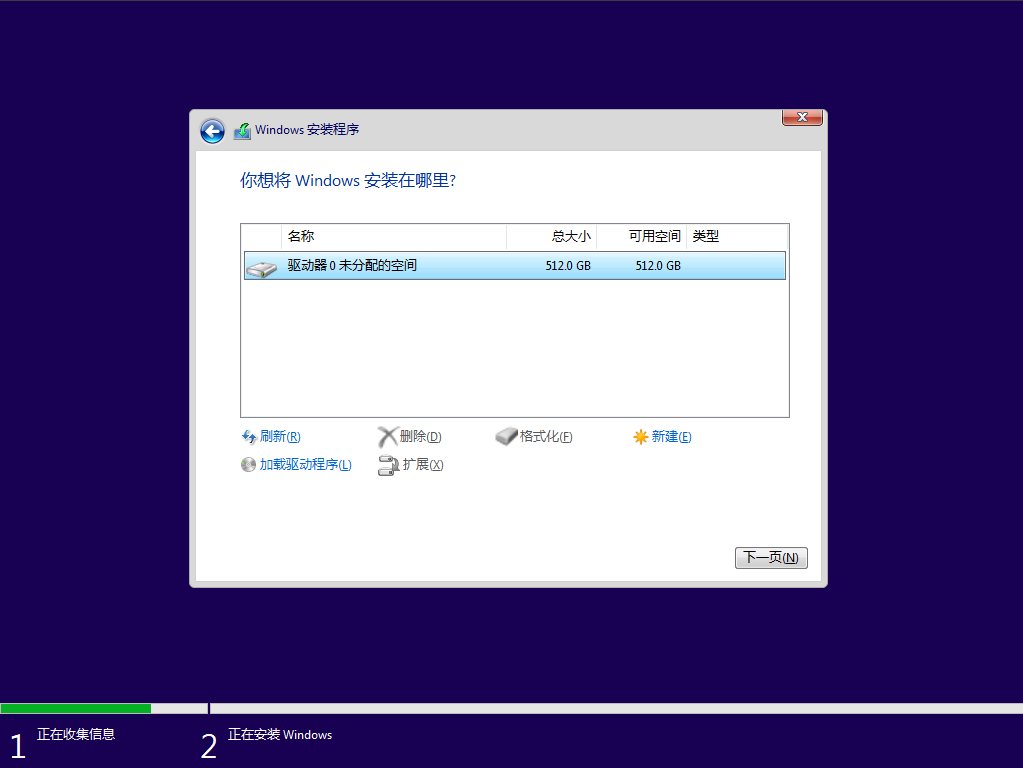 Windows 安装程序
你想将 Windows 安装在哪里?
名称 总大小 可用空间 类型
驱动器 0 未分配的空间 512.0 GB 512.0 GB
刷新(R) 删除(D) 格式化(F) 新建(E)
加载驱动程序(L) 扩展(X)
下一页(N)
1 正在收集信息 2 正在安装 Windows